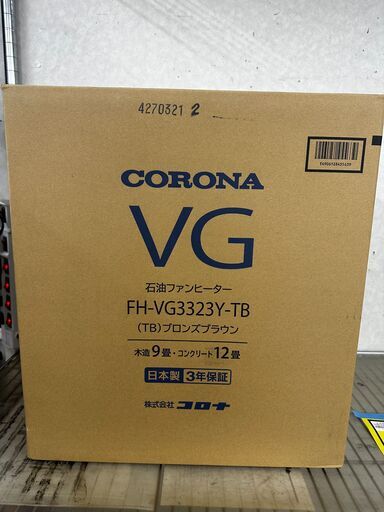 4270321 2
CORONA
VG
石油ファンヒーター
FH-VG3323Y-TB
(TB)ブロンズブラウン
木造9畳・コンクリート12畳
日本製 3年保証
株式会社コロナ